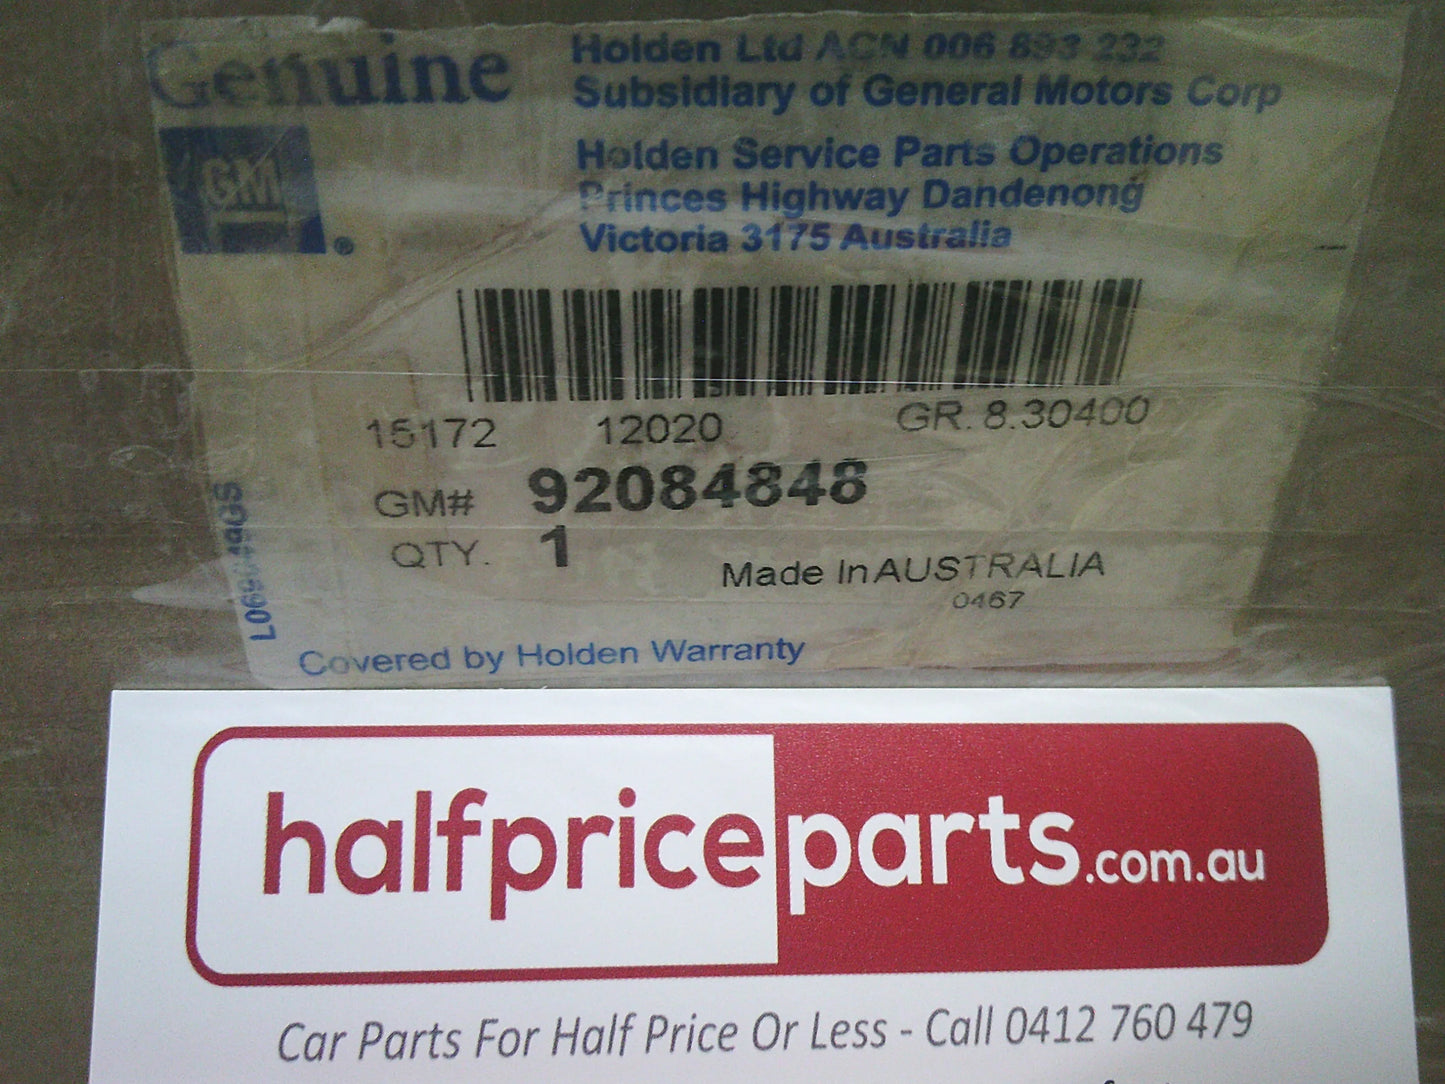 Genuine
GM
®
Holden Ltd ACN 006 893 232
Subsidiary of General Motors Corp
Holden Service Parts Operations
Princes Highway Dandenong
Victoria 3175 Australia
15172 12020 GR. 8.30400
GM# 92084848
QTY. 1
Made In AUSTRALIA
0467
Covered by Holden Warranty
halfpriceparts.com.au
Car Parts For Half Price Or Less - Call 0412 760 479